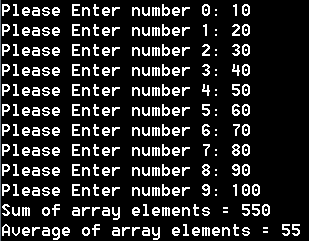 Please Enter number 0: 10
Please Enter number 1: 20
Please Enter number 2: 30
Please Enter number 3: 40
Please Enter number 4: 50
Please Enter number 5: 60
Please Enter number 6: 70
Please Enter number 7: 80
Please Enter number 8: 90
Please Enter number 9: 100
Sum of array elements = 550
Average of array elements = 55